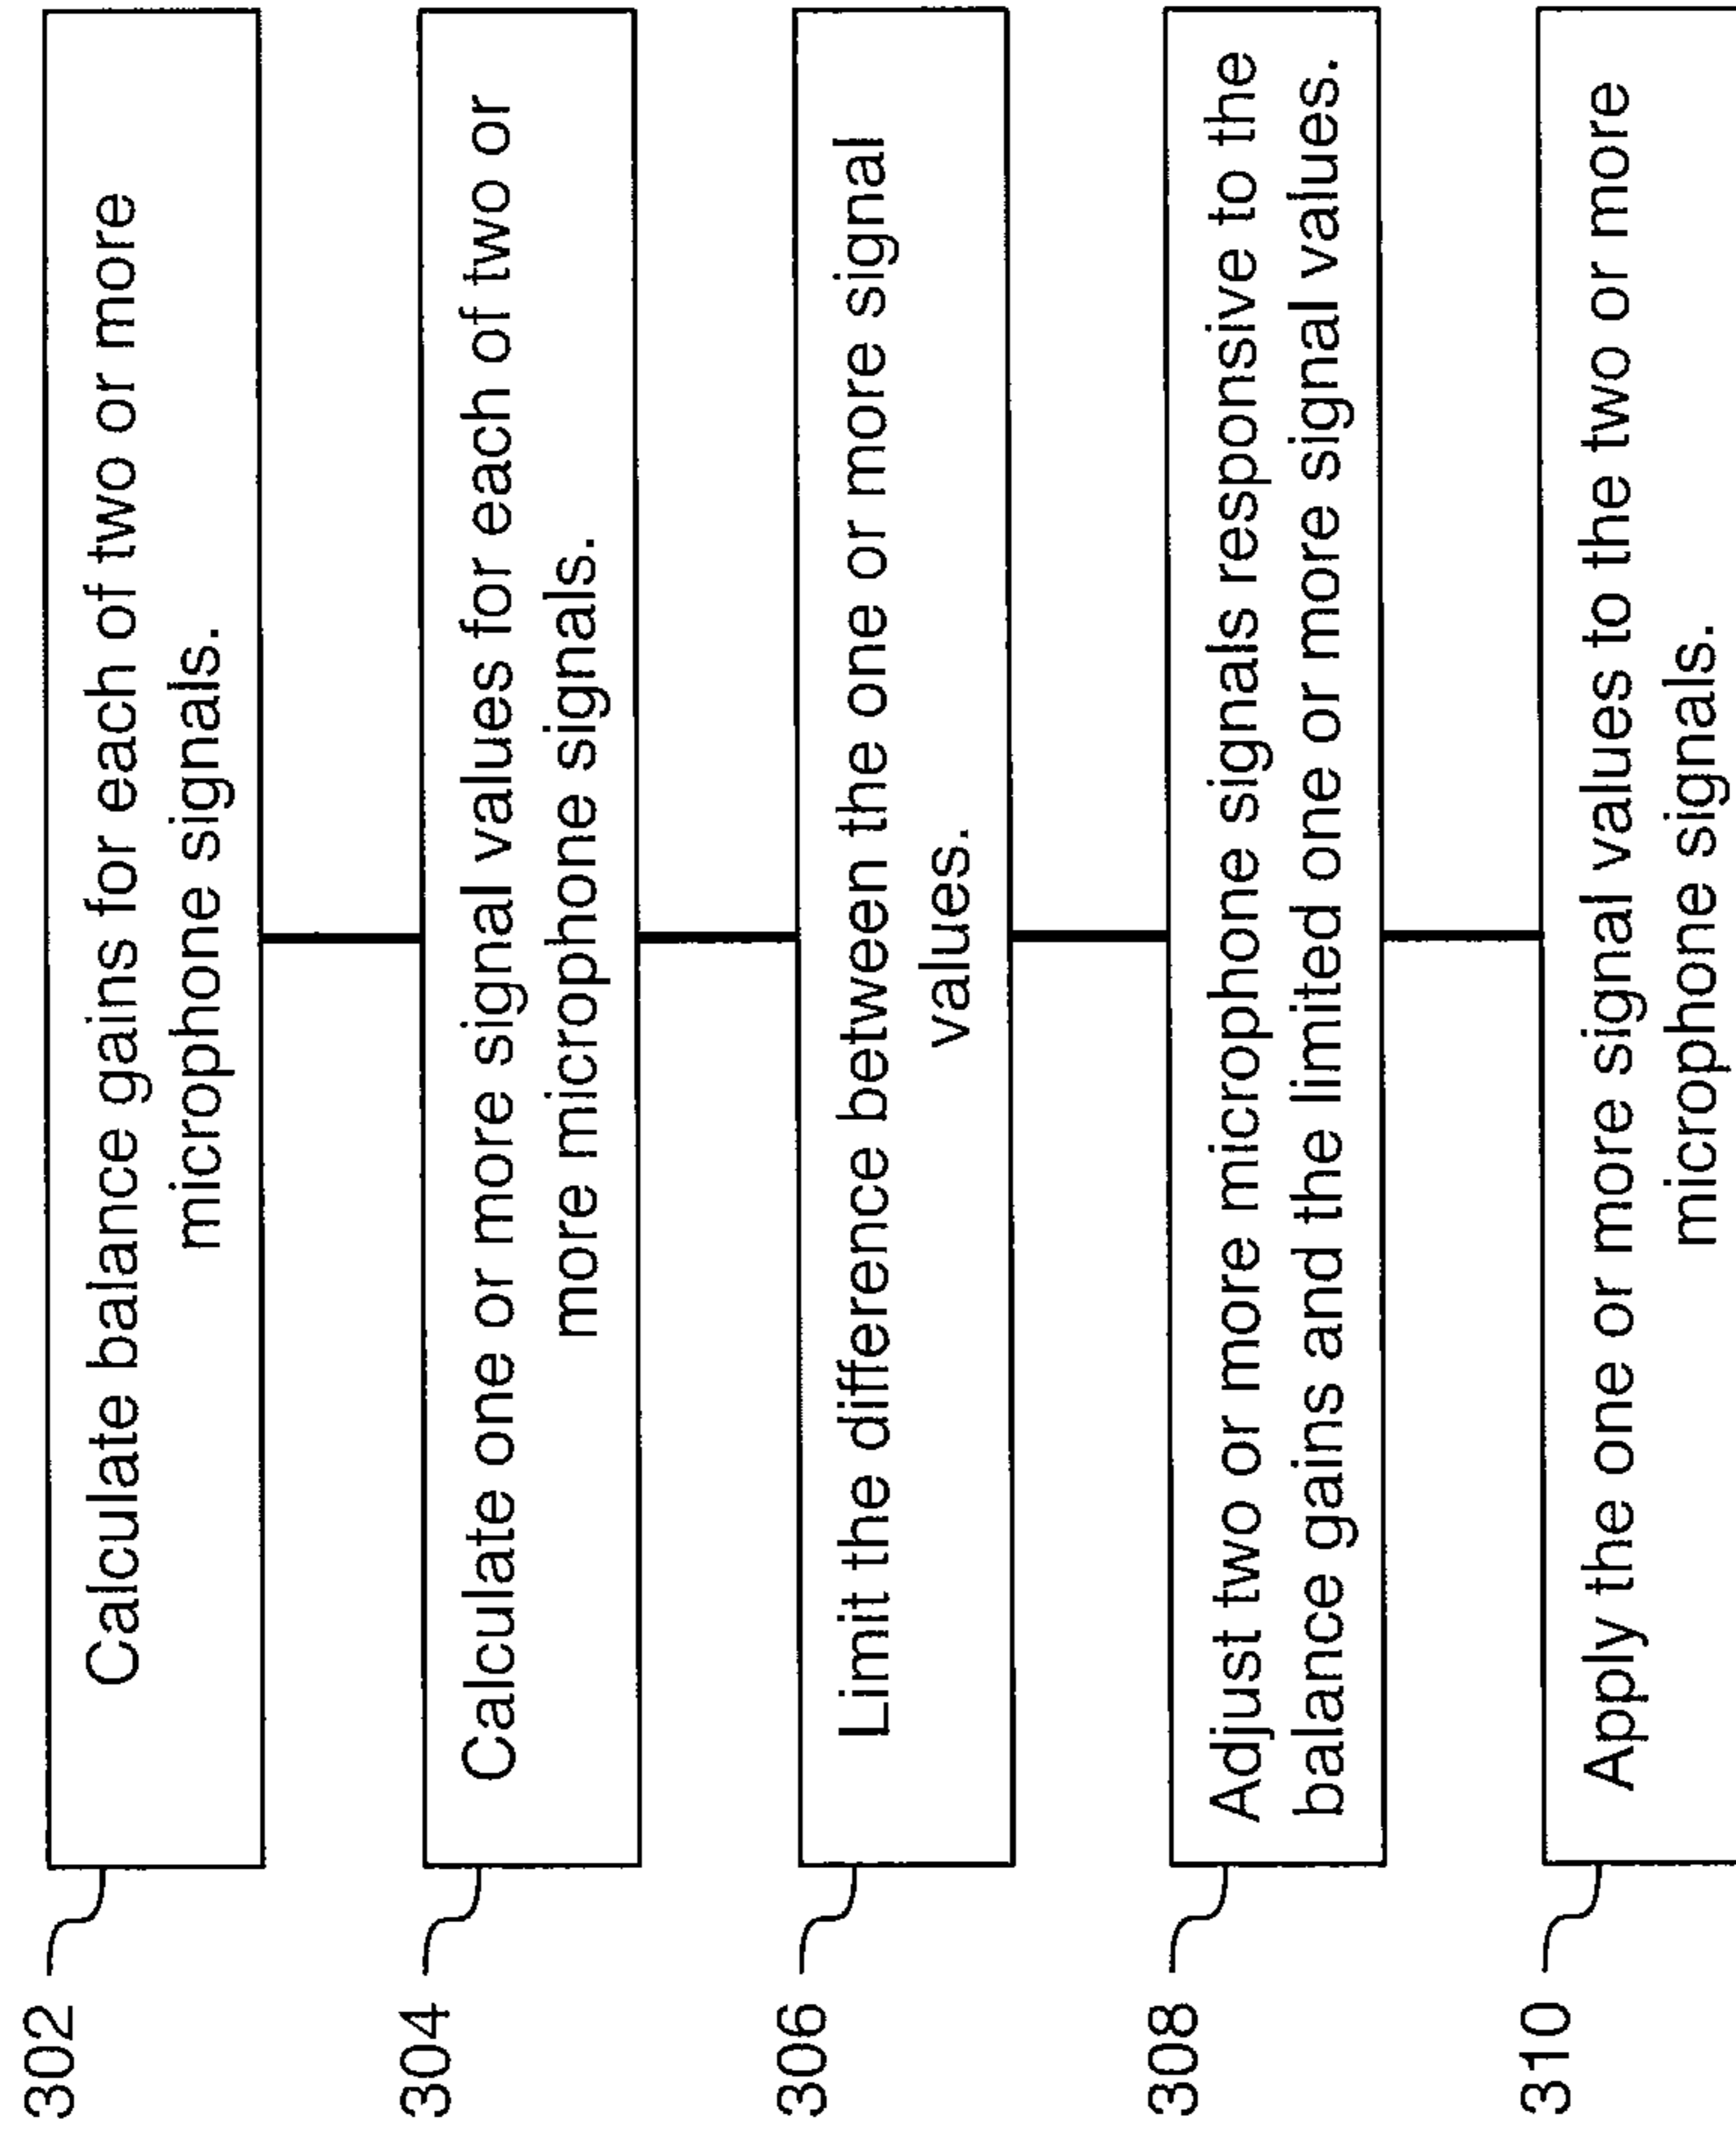 302
Calculate balance gains for each of two or more
microphone signals.
304
Calculate one or more signal values for each of two or
more microphone signals.
306
Limit the difference between the one or more signal
values.
308
Adjust two or more microphone signals responsive to the
balance gains and the limited one or more signal values.
310
Apply the one or more signal values to the two or more
microphone signals.